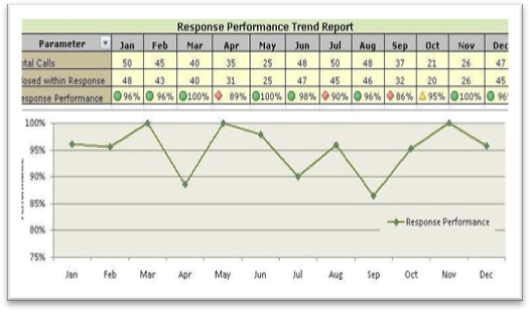 Response Performance Trend Report
Parameter Jan Feb Mar Apr May Jun Jul Aug Sep Oct Nov Dec
otal Calls 50 45 40 35 25 48 50 48 37 21 26 47
losed within Response 48 43 40 31 25 47 45 46 32 20 26 45
esponse Performance 96% 96% 100% 89% 100% 98% 90% 96% 86% 95% 100% 96
100%
95%
90%
85%
80%
75%
Response Performance
Jan Feb Mar Apr May Jun Jul Aug Sep Oct Nov Dec